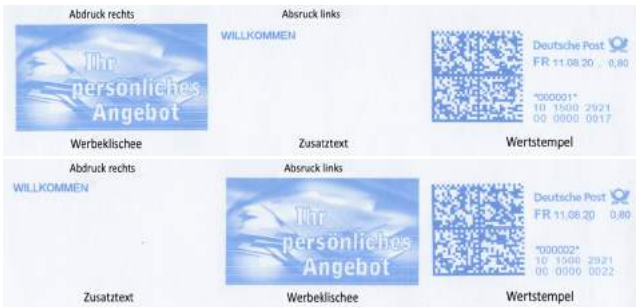 Abdruck rechts
Absruck links
WILLKOMMEN
Ihr
persönliches
Angebot
Deutsche Post
FR 11.08.20 . 0,80
*000001*
10 1500 2921
00 0000 0017
Werbeklischee
Zusatztext
Wertstempel
Abdruck rechts
Absruck links
WILLKOMMEN
Ihr
persönliches
Angebot
Deutsche Post
FR 11.08.20 0,80
*000002*
10 1500 2921
00 0000 0022
Zusatztext
Werbeklischee
Wertstempel